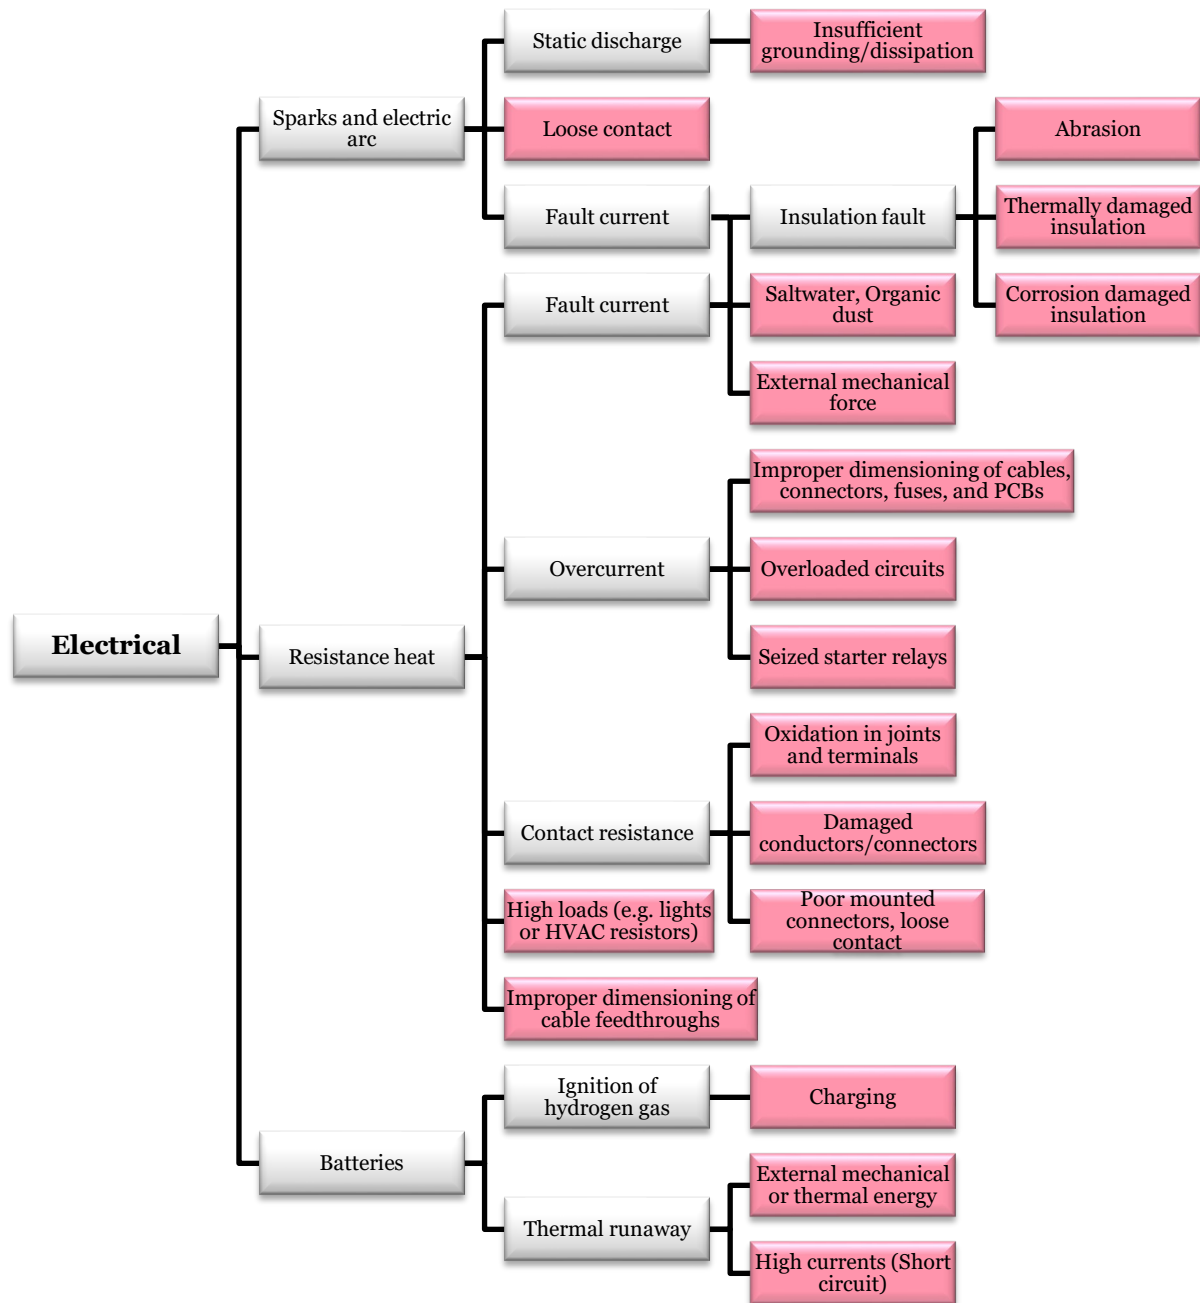 Static discharge
Insufficient
grounding/dissipation
Sparks and electric
arc
Loose contact
Abrasion
Fault current
Insulation fault
Thermally damaged
insulation
Fault current
Saltwater, Organic
dust
Corrosion damaged
insulation
External mechanical
force
Improper dimensioning of cables,
connectors, fuses, and PCBs
Overcurrent
Overloaded circuits
Electrical
Resistance heat
Seized starter relays
Oxidation in joints
and terminals
Contact resistance
Damaged
conductors/connectors
High loads (e.g. lights
or HVAC resistors)
Poor mounted
connectors, loose
contact
Improper dimensioning of
cable feedthroughs
Ignition of
hydrogen gas
Charging
Batteries
External mechanical
or thermal energy
Thermal runaway
High currents (Short
circuit)